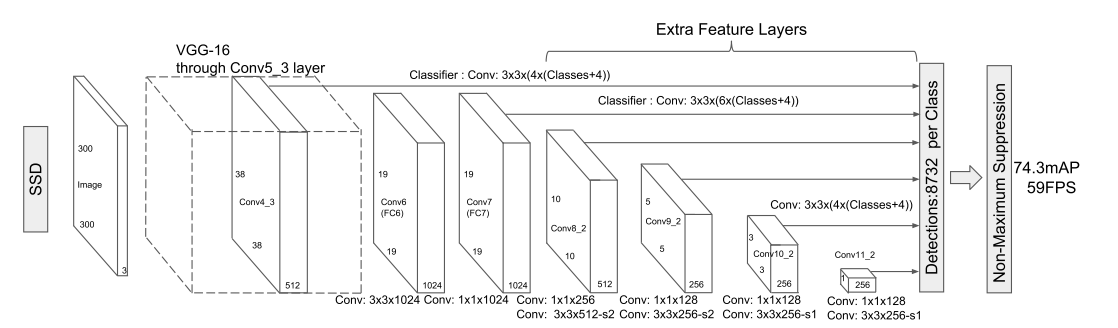 Extra Feature Layers
VGG-16
through Conv5_3 layer
Classifier : Conv: 3x3x(4x(Classes+4))
Classifier : Conv: 3x3x(6x(Classes+4))
SSD
300
Image
300
3
38
Conv4_3
38
512
19
Conv6
(FC6)
19
1024
19
Conv7
(FC7)
19
1024
10
Conv8_2
10
512
5
Conv9_2
5
256
Conv: 3x3x(4x(Classes+4))
3
Conv10_2
3
256
Conv11_2
1
256
Detections:8732 per Class
Non-Maximum Suppression
74.3mAP
59FPS
Conv: 3x3x1024
Conv: 1x1x1024
Conv: 1x1x256
Conv: 3x3x512-s2
Conv: 1x1x128
Conv: 3x3x256-s2
Conv: 1x1x128
Conv: 3x3x256-s1
Conv: 1x1x128
Conv: 3x3x256-s1